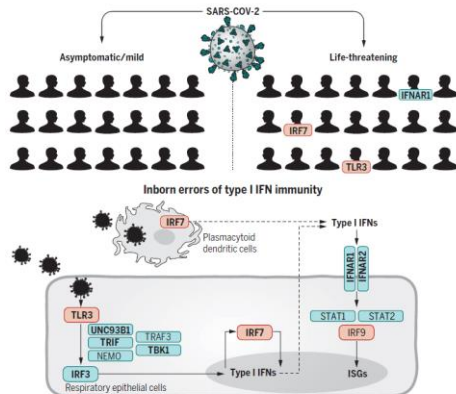 SARS-COV-2
Asymptomatic/mild
Life-threatening
IFNAR1
IRF7
TLR3
Inborn errors of type I IFN immunity
IRF7
Plasmacytoid
dendritic cells
Type I IFNs
IFNAR1
IFNAR2
TLR3
UNC93B1
TRIF
TRAF3
NEMO
TBK1
IRF3
Respiratory epithelial cells
IRF7
Type I IFNs
STAT1
STAT2
IRF9
ISGs